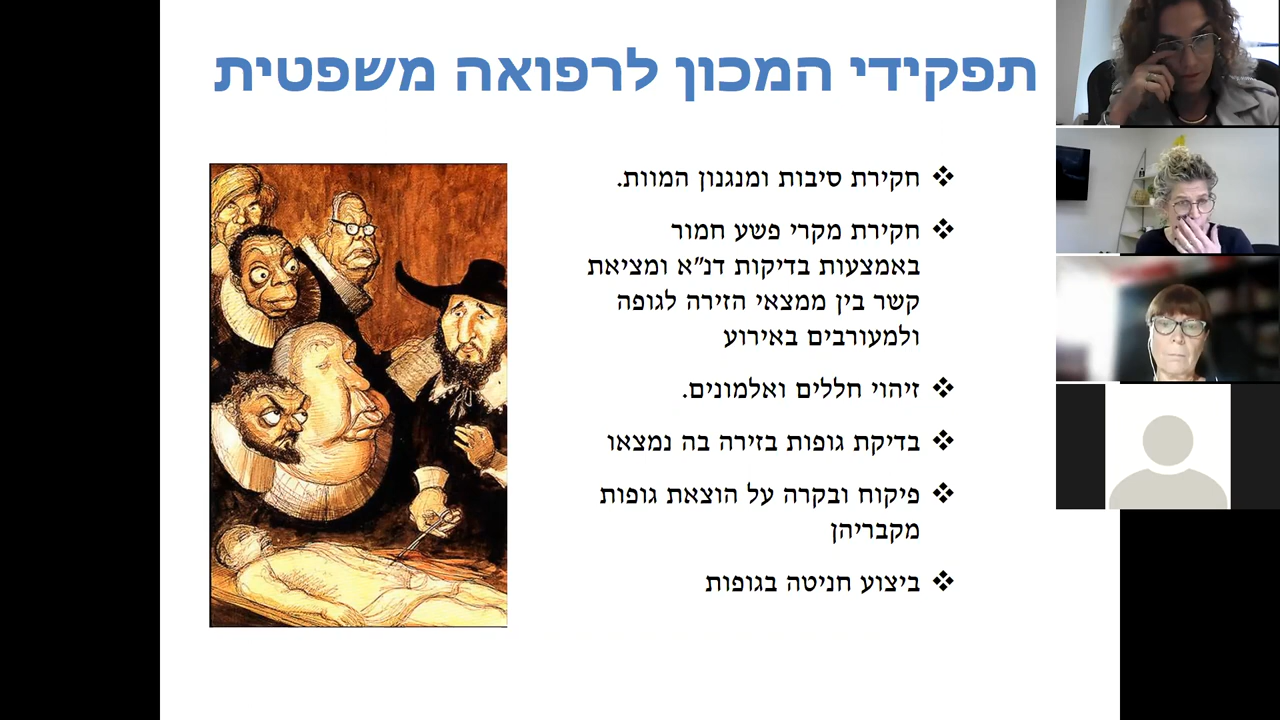 תפקידי המכון לרפואה משפטית
❖ חקירת סיבות ומנגנון המוות.
❖ חקירת מקרי פשע חמור
באמצעות בדיקות דנ"א ומציאת
קשר בין ממצאי הזירה לגופה
ולמעורבים באירוע
❖ זיהוי חללים ואלמונים.
❖ בדיקת גופות בזירה בה נמצאו
❖ פיקוח ובקרה על הוצאת גופות
מקבריהן
❖ ביצוע חניטה בגופות